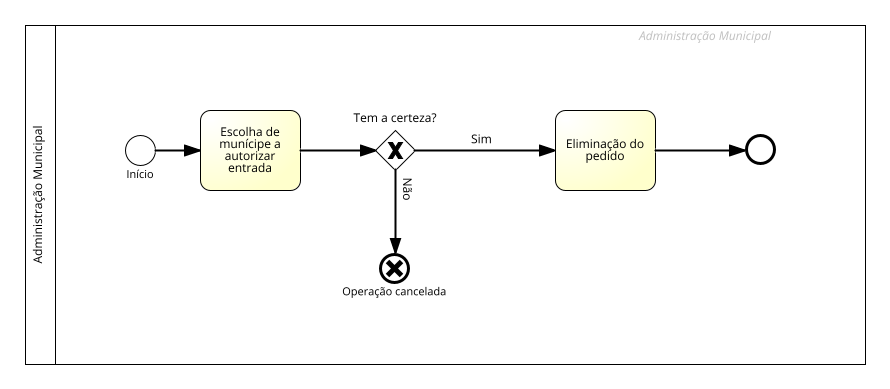 Administração Municipal
Administração Municipal
Início
Escolha de
munícipe a
autorizar
entrada
Tem a certeza?
Sim
Não
Operação cancelada
Eliminação do
pedido